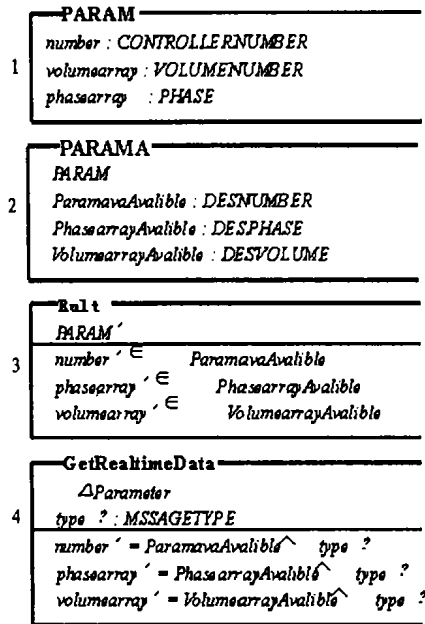 PARAM
number : CONTROLLERNUMBER
1
volumearray : VOLUMENUMBER
phasearray : PHASE
PARAMA
PARAM
2
ParamavaAvalible : DESNUMBER
PhasearrayAvalible : DESPHASE
VolumearrayAvalible : DESVOLUME
Rult
PARAM ′
3
number ′ ∈ ParamavaAvalible
phasearray ′ ∈ PhasearrayAvalible
volumearray ′ ∈ VolumearrayAvalible
GetRealtimeData
ΔParameter
4
type ? : MSSAGETYPE
number ′ = ParamavaAvalible^ type ?
phasearray ′ = PhasearrayAvalible^ type ?
volumearray ′ = VolumearrayAvalible^ type ?